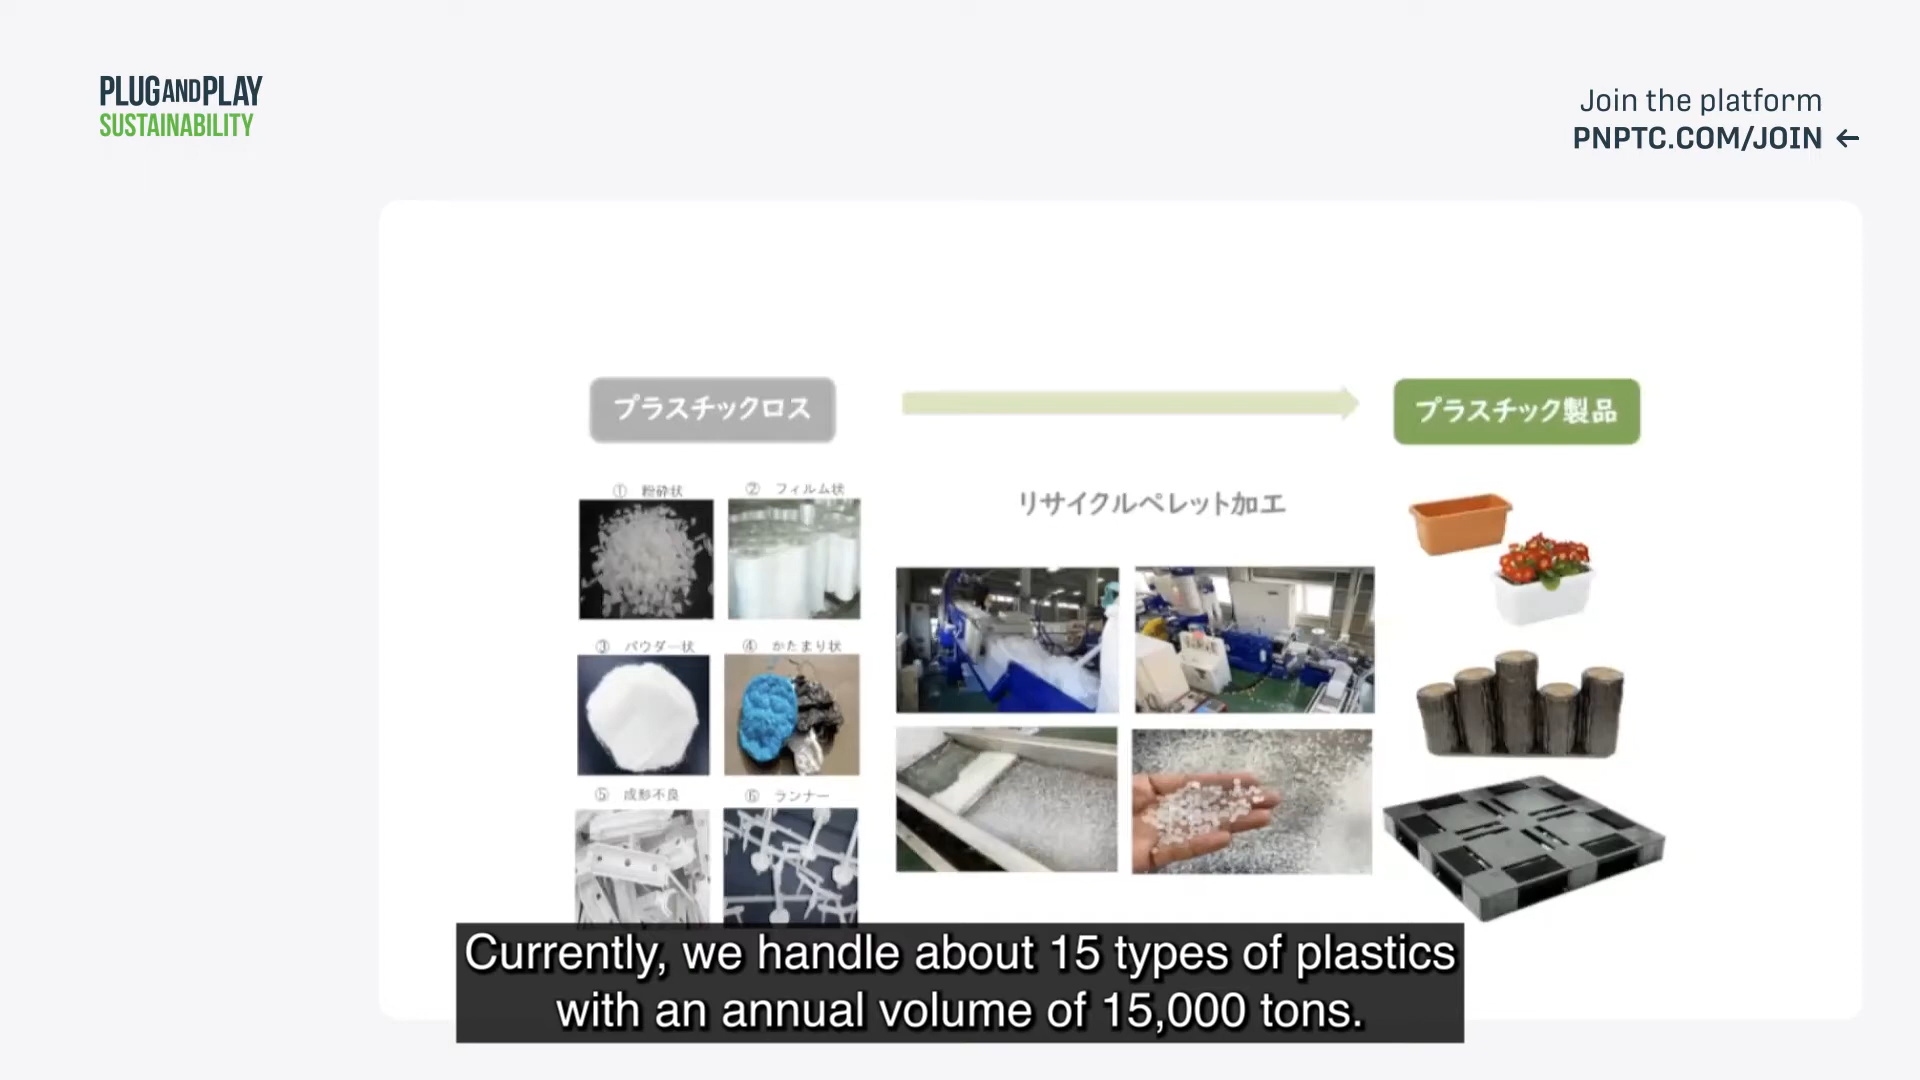 PLUGANDPLAY
SUSTAINABILITY
Join the platform
PNPTC.COM/JOIN ←
プラスチックロス
プラスチック製品
① 粉砕状
② フィルム状
リサイクルペレット加工
③ パウダー状
④ かたまり状
⑤ 成形不良
⑥ ランナー
Currently, we handle about 15 types of plastics
with an annual volume of 15,000 tons.